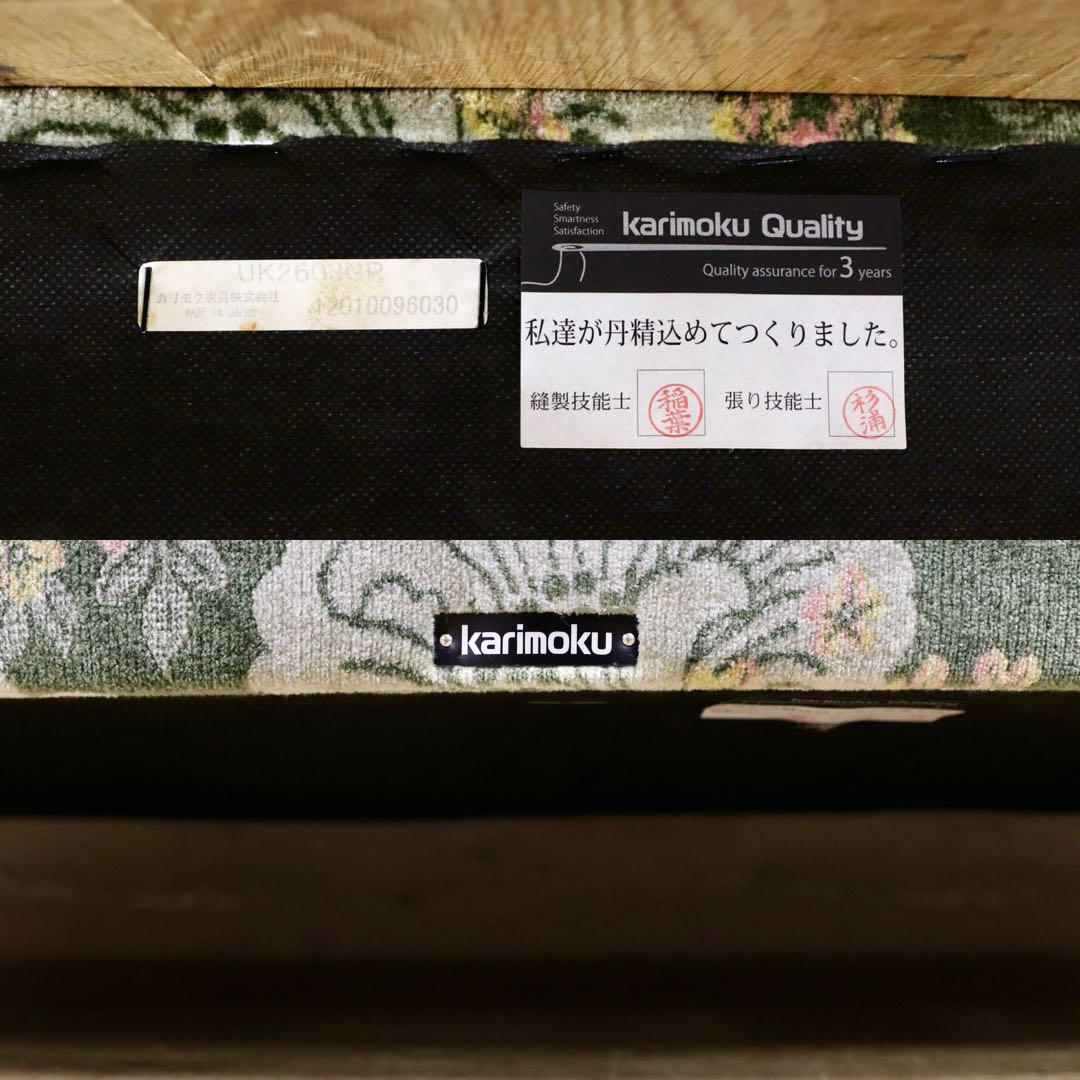 Safety
Smartness
Satisfaction
karimoku Quality
Quality assurance for 3 years
私達が丹精込めてつくりました。
縫製技能士 稲葉 張り技能士 杉浦
カリモク家具株式会社
MADE IN JAPAN
12010096030
karimoku